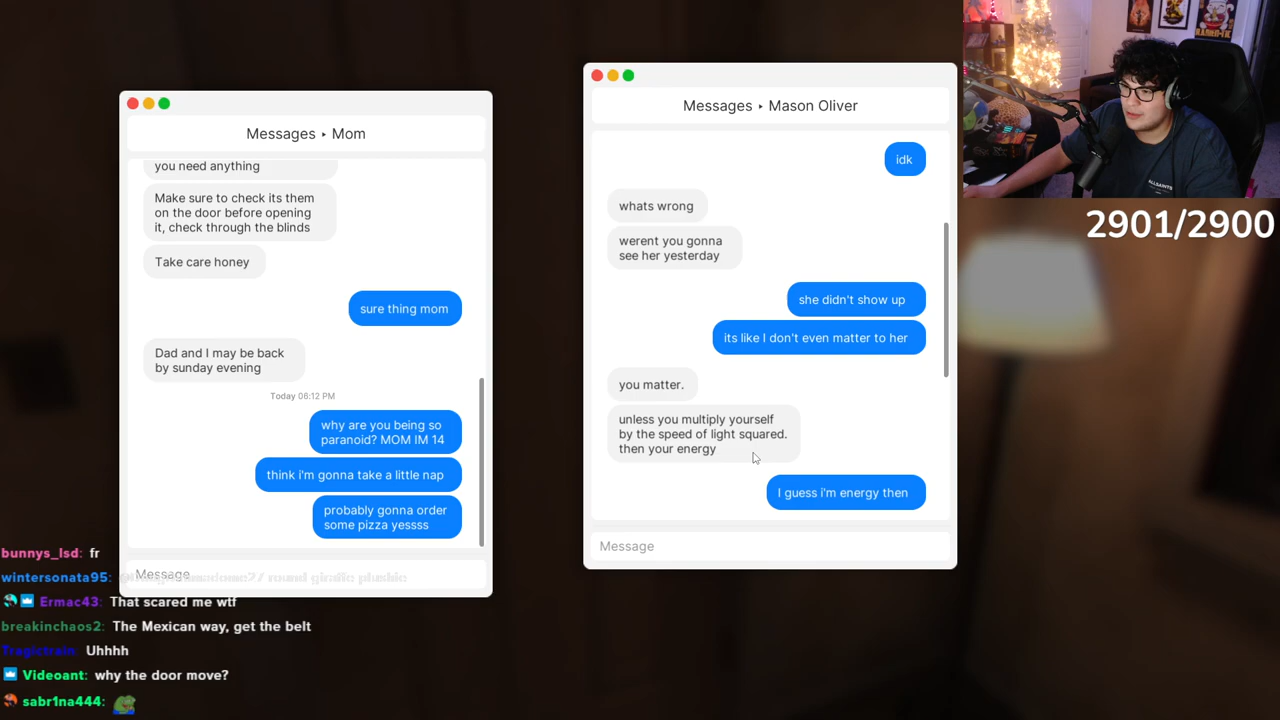 Messages ‣ Mom
you need anything
Make sure to check its them
on the door before opening
it, check through the blinds
Take care honey
sure thing mom
Dad and I may be back
by sunday evening
Today 06:12 PM
why are you being so
paranoid? MOM IM 14
think i'm gonna take a little nap
probably gonna order
some pizza yessss
Message
Messages ‣ Mason Oliver
idk
whats wrong
werent you gonna
see her yesterday
she didn't show up
its like I don't even matter to her
you matter.
unless you multiply yourself
by the speed of light squared.
then your energy
I guess i'm energy then
Message
ALLSAINTS
2901/2900
bunnys_lsd: fr
wintersonata95: round giraffe plushie
Ermac43: That scared me wtf
breakinchaos2: The Mexican way, get the belt
Tragictrain: Uhhhh
Videoant: why the door move?
sabr1na444: